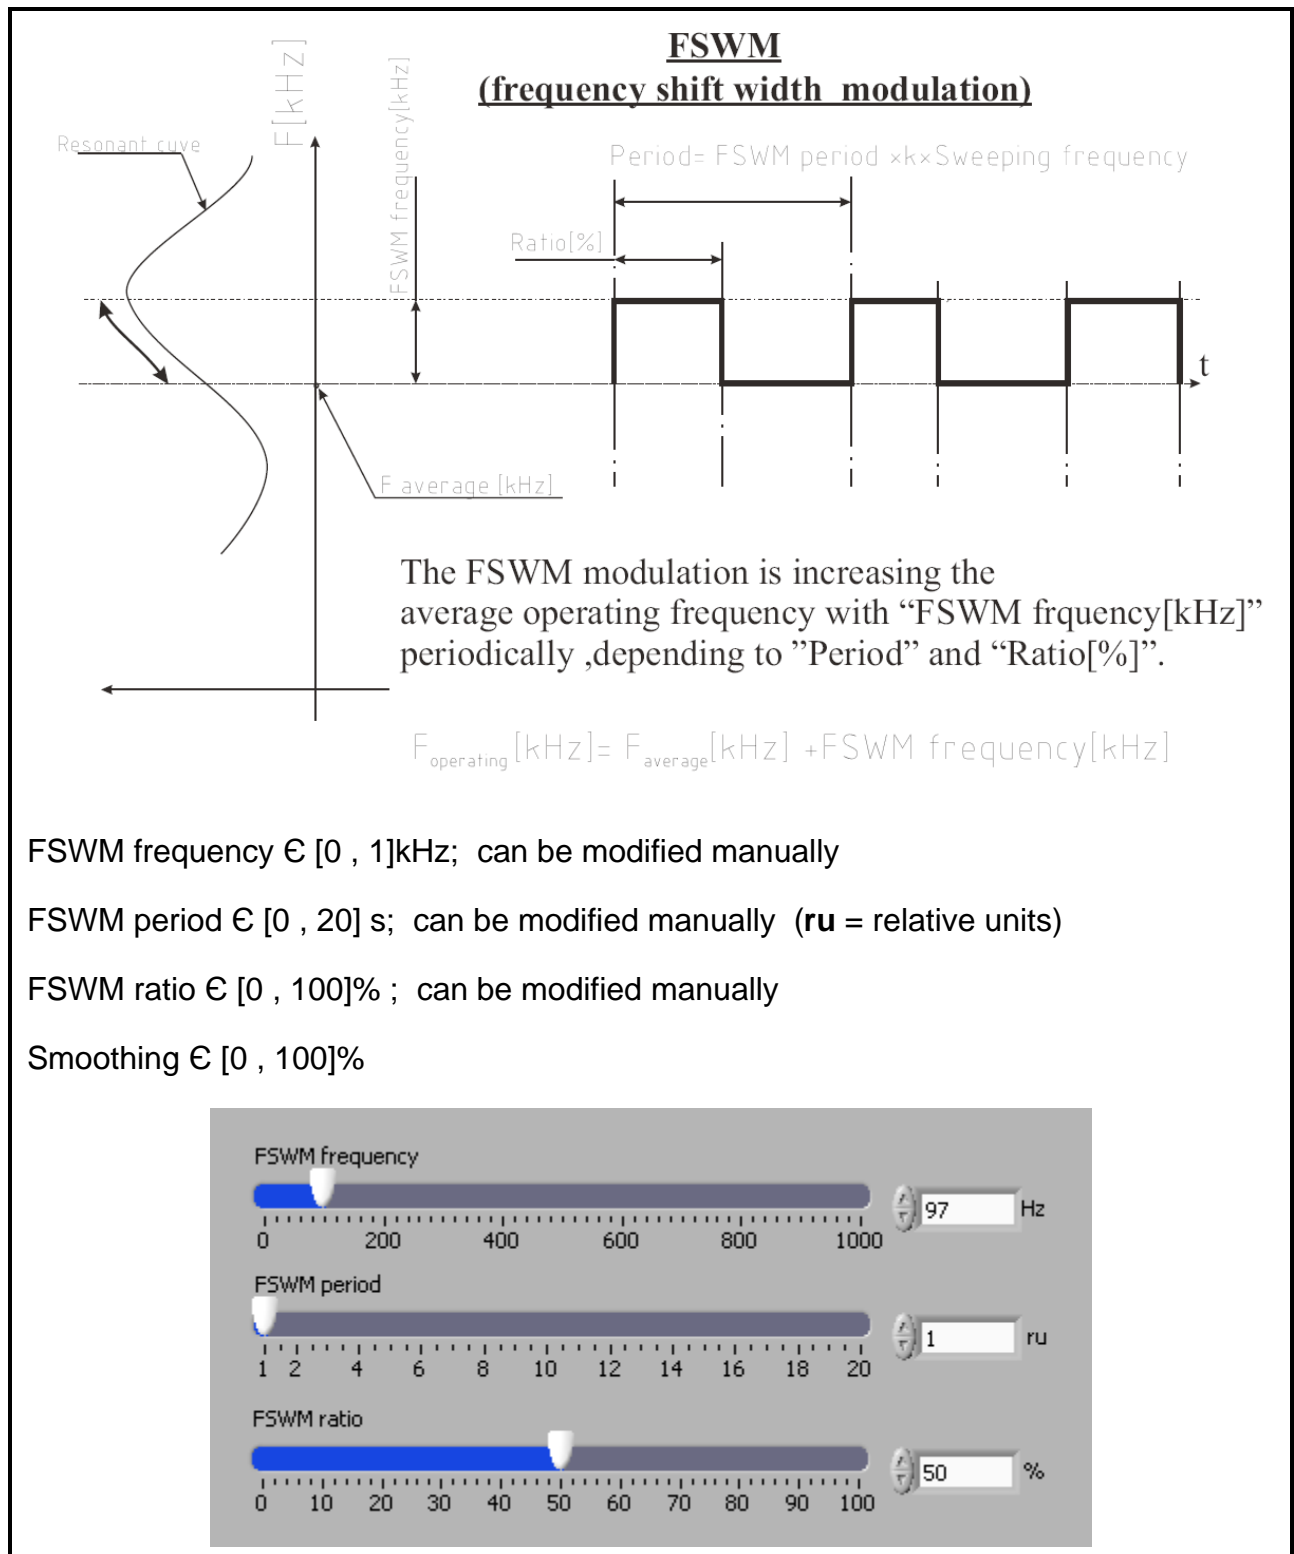 FSWM
(frequency shift width modulation)
F[kHz]
FSWM frequency[kHz]
Resonant cuve
Period= FSWM period ×k×Sweeping frequency
Ratio[%]
t
F average [kHz]
The FSWM modulation is increasing the
average operating frequency with “FSWM frquency[kHz]”
periodically ,depending to ”Period” and “Ratio[%]”.
Foperating[kHz]= Faverage[kHz] +FSWM frequency[kHz]
FSWM frequency Є [0 , 1]kHz; can be modified manually
FSWM period Є [0 , 20] s; can be modified manually (ru = relative units)
FSWM ratio Є [0 , 100]% ; can be modified manually
Smoothing Є [0 , 100]%
FSWM frequency
97 Hz
0 200 400 600 800 1000
FSWM period
1 ru
1 2 4 6 8 10 12 14 16 18 20
FSWM ratio
50 %
0 10 20 30 40 50 60 70 80 90 100